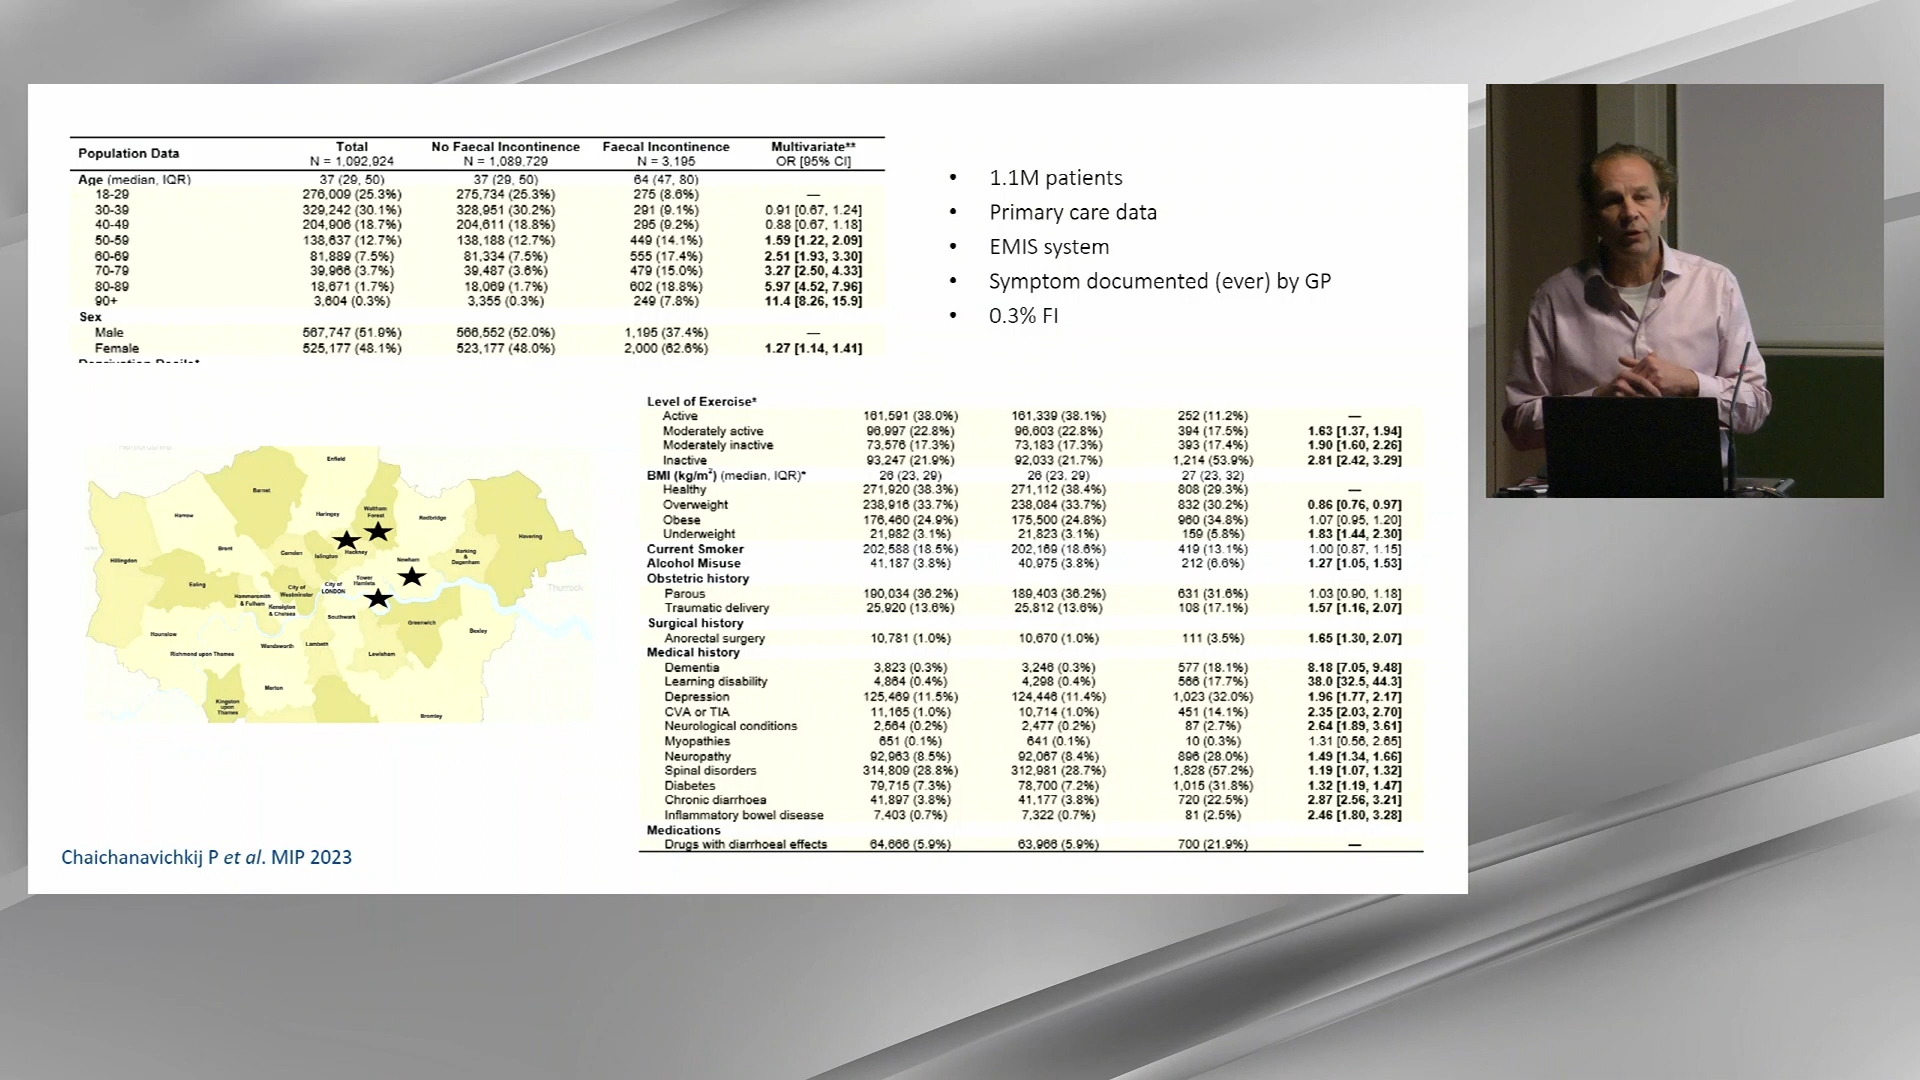 Population Data Total No Faecal Incontinence Faecal Incontinence Multivariate**
N = 1,092,924 N = 1,089,729 N = 3,195 OR [95% CI]
Age (median, IQR) 37 (29, 50) 37 (29, 50) 64 (47, 80)
18-29 276,009 (25.3%) 275,734 (25.3%) 275 (8.6%) —
30-39 329,242 (30.1%) 328,951 (30.2%) 291 (9.1%) 0.91 [0.67, 1.24]
40-49 204,906 (18.7%) 204,611 (18.8%) 295 (9.2%) 0.88 [0.67, 1.18]
50-59 138,637 (12.7%) 138,188 (12.7%) 449 (14.1%) 1.59 [1.22, 2.09]
60-69 81,889 (7.5%) 81,334 (7.5%) 555 (17.4%) 2.51 [1.93, 3.30]
70-79 39,966 (3.7%) 39,487 (3.6%) 479 (15.0%) 3.27 [2.50, 4.33]
80-89 18,671 (1.7%) 18,069 (1.7%) 602 (18.8%) 5.97 [4.52, 7.96]
90+ 3,604 (0.3%) 3,355 (0.3%) 249 (7.8%) 11.4 [8.26, 15.9]
Sex
Male 567,747 (51.9%) 566,552 (52.0%) 1,195 (37.4%) —
Female 525,177 (48.1%) 523,177 (48.0%) 2,000 (62.6%) 1.27 [1.14, 1.41]
• 1.1M patients
• Primary care data
• EMIS system
• Symptom documented (ever) by GP
• 0.3% FI
Enfield
Barnet
Waltham
Forest
Haringey
Redbridge
Harrow
Havering
Brent
Camden
Islington
Hackney
Barking
&
Dagenham
Newham
Hillingdon
Ealing
Tower
Hamlets
City of
Westminster
City of
LONDON
Hammersmith
& Fulham
Kensington
& Chelsea
Thurrock
Southwark
Greenwich
Bexley
Hounslow
Wandsworth
Lambeth
Richmond upon Thames
Lewisham
Merton
Kingston
upon
Thames
Bromley
Level of Exercise*
Active 161,591 (38.0%) 161,339 (38.1%) 252 (11.2%) —
Moderately active 96,997 (22.8%) 96,603 (22.8%) 394 (17.5%) 1.63 [1.37, 1.94]
Moderately inactive 73,576 (17.3%) 73,183 (17.3%) 393 (17.4%) 1.90 [1.60, 2.26]
Inactive 93,247 (21.9%) 92,033 (21.7%) 1,214 (53.9%) 2.81 [2.42, 3.29]
BMI (kg/m²) (median, IQR)* 26 (23, 29) 26 (23, 29) 27 (23, 32)
Healthy 271,920 (38.3%) 271,112 (38.4%) 808 (29.3%) —
Overweight 238,916 (33.7%) 238,084 (33.7%) 832 (30.2%) 0.86 [0.76, 0.97]
Obese 176,460 (24.9%) 175,500 (24.8%) 960 (34.8%) 1.07 [0.95, 1.20]
Underweight 21,982 (3.1%) 21,823 (3.1%) 159 (5.8%) 1.83 [1.44, 2.30]
Current Smoker 202,588 (18.5%) 202,169 (18.6%) 419 (13.1%) 1.00 [0.87, 1.15]
Alcohol Misuse 41,187 (3.8%) 40,975 (3.8%) 212 (6.6%) 1.27 [1.05, 1.53]
Obstetric history
Parous 190,034 (36.2%) 189,403 (36.2%) 631 (31.6%) 1.03 [0.90, 1.18]
Traumatic delivery 25,920 (13.6%) 25,812 (13.6%) 108 (17.1%) 1.57 [1.16, 2.07]
Surgical history
Anorectal surgery 10,781 (1.0%) 10,670 (1.0%) 111 (3.5%) 1.65 [1.30, 2.07]
Medical history
Dementia 3,823 (0.3%) 3,246 (0.3%) 577 (18.1%) 8.18 [7.05, 9.48]
Learning disability 4,864 (0.4%) 4,298 (0.4%) 566 (17.7%) 38.0 [32.5, 44.3]
Depression 125,469 (11.5%) 124,446 (11.4%) 1,023 (32.0%) 1.96 [1.77, 2.17]
CVA or TIA 11,165 (1.0%) 10,714 (1.0%) 451 (14.1%) 2.35 [2.03, 2.70]
Neurological conditions 2,564 (0.2%) 2,477 (0.2%) 87 (2.7%) 2.64 [1.89, 3.61]
Myopathies 651 (0.1%) 641 (0.1%) 10 (0.3%) 1.31 [0.56, 2.65]
Neuropathy 92,963 (8.5%) 92,067 (8.4%) 896 (28.0%) 1.49 [1.34, 1.66]
Spinal disorders 314,809 (28.8%) 312,981 (28.7%) 1,828 (57.2%) 1.19 [1.07, 1.32]
Diabetes 79,715 (7.3%) 78,700 (7.2%) 1,015 (31.8%) 1.32 [1.19, 1.47]
Chronic diarrhoea 41,897 (3.8%) 41,177 (3.8%) 720 (22.5%) 2.87 [2.56, 3.21]
Inflammatory bowel disease 7,403 (0.7%) 7,322 (0.7%) 81 (2.5%) 2.46 [1.80, 3.28]
Medications
Drugs with diarrhoeal effects 64,666 (5.9%) 63,966 (5.9%) 700 (21.9%) —
Chaichanavichkij P et al. MIP 2023